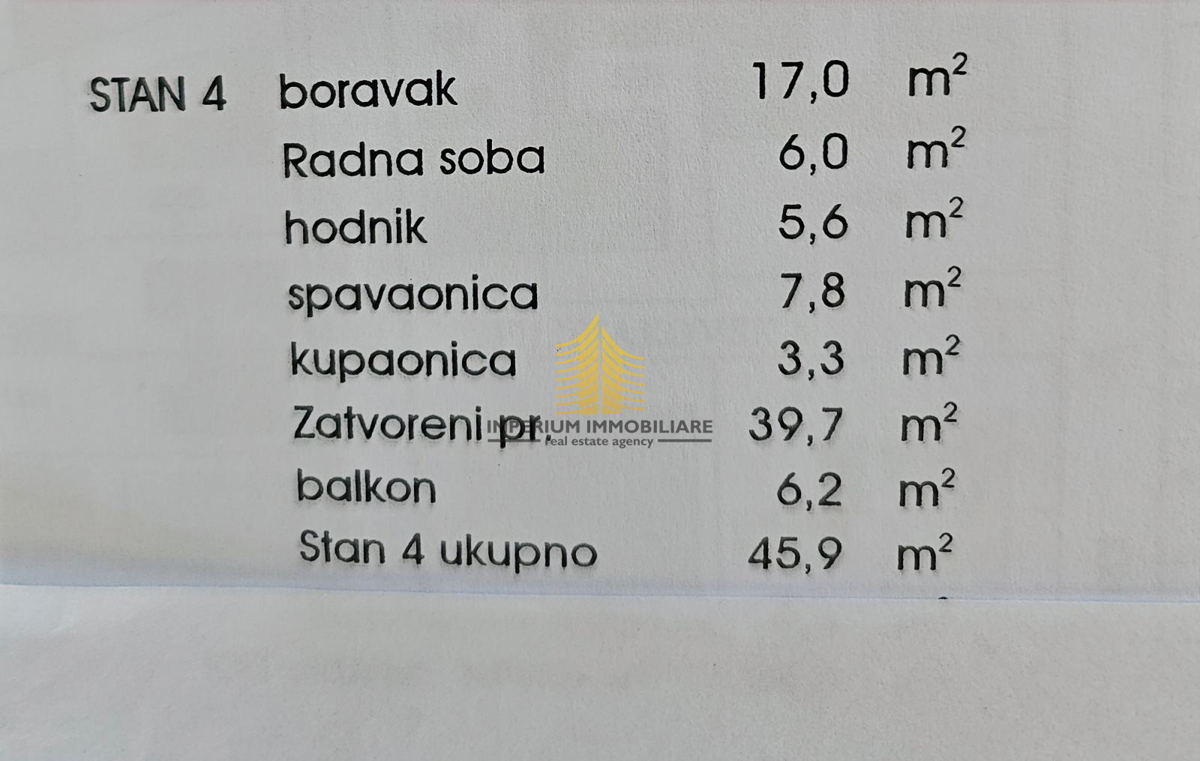 STAN 4 boravak 17,0 m²
Radna soba 6,0 m²
hodnik 5,6 m²
spavaonica 7,8 m²
kupaonica 3,3 m²
Zatvoreni pr. 39,7 m²
IMPERIUM IMMOBILIARE
real estate agency
balkon 6,2 m²
Stan 4 ukupno 45,9 m²